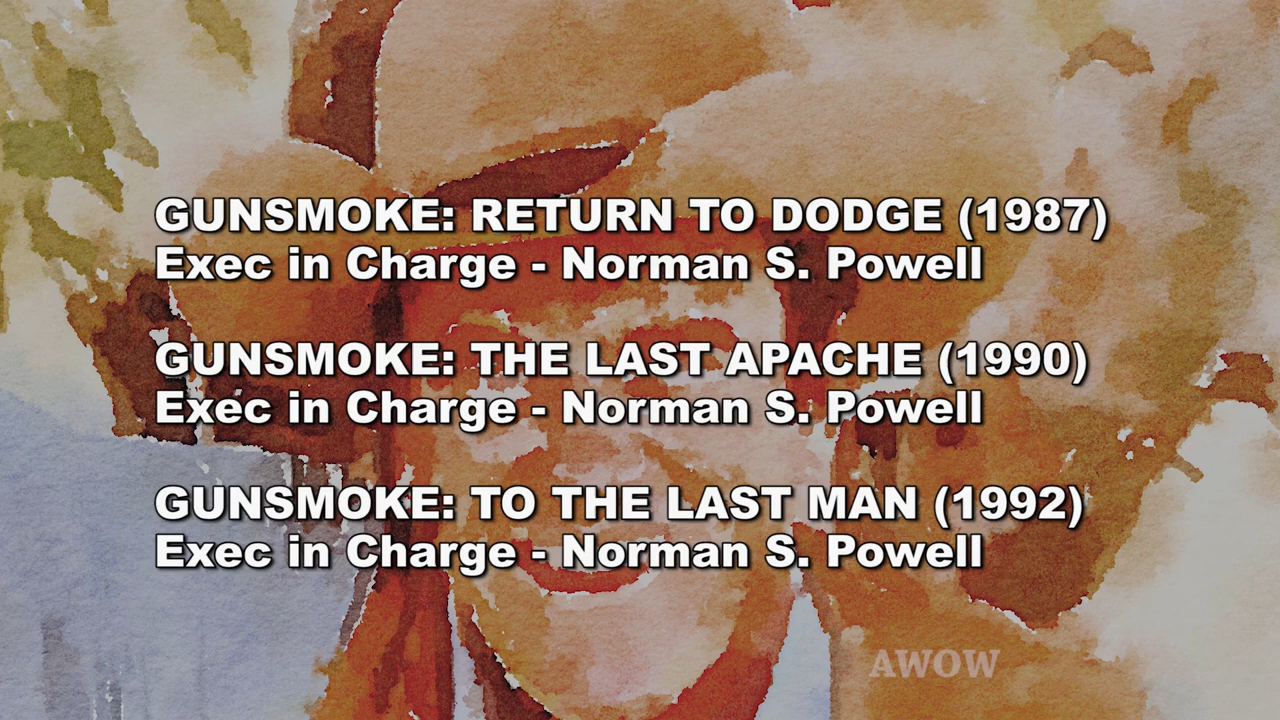 GUNSMOKE: RETURN TO DODGE (1987)
Exec in Charge - Norman S. Powell
GUNSMOKE: THE LAST APACHE (1990)
Exec in Charge - Norman S. Powell
GUNSMOKE: TO THE LAST MAN (1992)
Exec in Charge - Norman S. Powell
AWOW